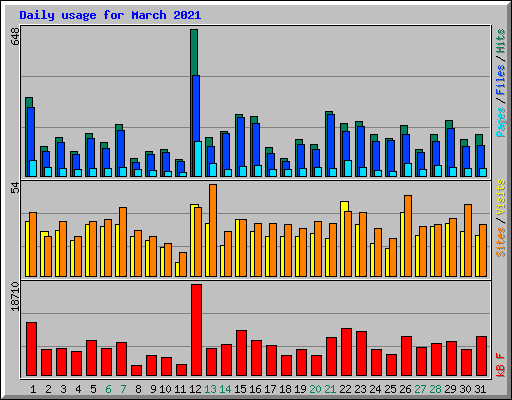 Daily usage for March 2021
648
Pages / Files / Hits
54
Sites / Visits
18710
kB F
1 2 3 4 5 6 7 8 9 10 11 12 13 14 15 16 17 18 19 20 21 22 23 24 25 26 27 28 29 30 31